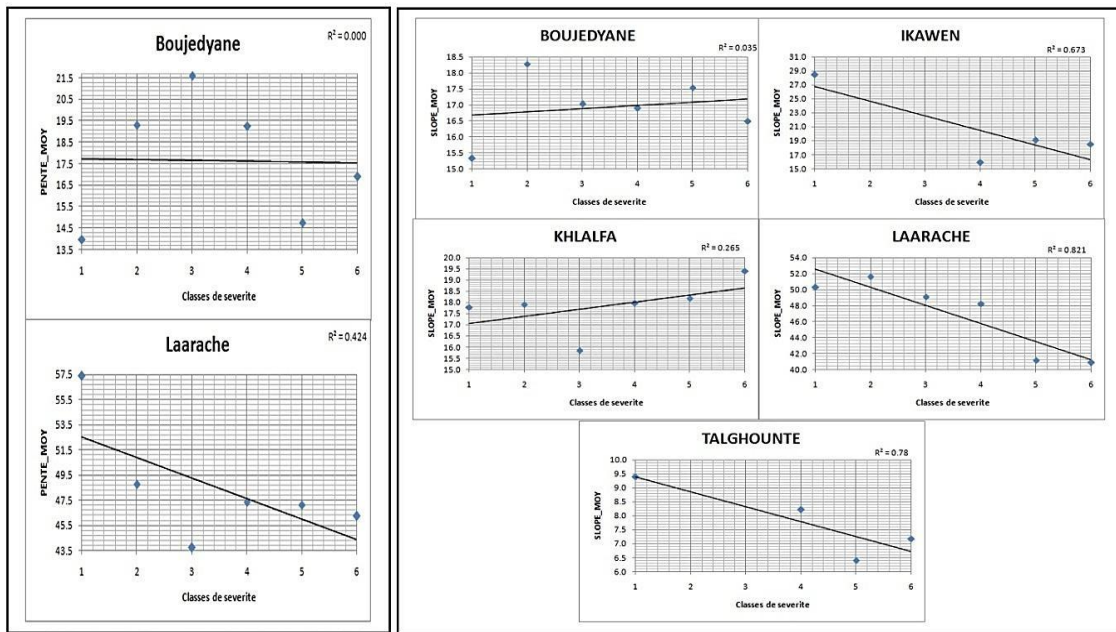 Boujedyane
R² = 0.000
21.5
20.5
19.5
18.5
17.5
16.5
15.5
14.5
13.5
PENTE_MOY
1 2 3 4 5 6
Classes de severite
Laarache
R² = 0.424
57.5
55.5
53.5
51.5
49.5
47.5
45.5
43.5
PENTE_MOY
1 2 3 4 5 6
Classes de severite
BOUJEDYANE
R² = 0.035
18.5
18.0
17.5
17.0
16.5
16.0
15.5
15.0
SLOPE_MOY
1 2 3 4 5 6
Classes de severite
IKAWEN
R² = 0.673
31.0
29.0
27.0
25.0
23.0
21.0
19.0
17.0
15.0
SLOPE_MOY
1 2 3 4 5 6
Classes de severite
KHLALFA
R² = 0.265
20.0
19.5
19.0
18.5
18.0
17.5
17.0
16.5
16.0
15.5
15.0
SLOPE_MOY
1 2 3 4 5 6
Classes de severite
LAARACHE
R² = 0.821
54.0
52.0
50.0
48.0
46.0
44.0
42.0
40.0
SLOPE_MOY
1 2 3 4 5 6
Classes de severite
TALGHOUNTE
R² = 0.78
10.0
9.5
9.0
8.5
8.0
7.5
7.0
6.5
6.0
SLOPE_MOY
1 2 3 4 5 6
Classes de severite